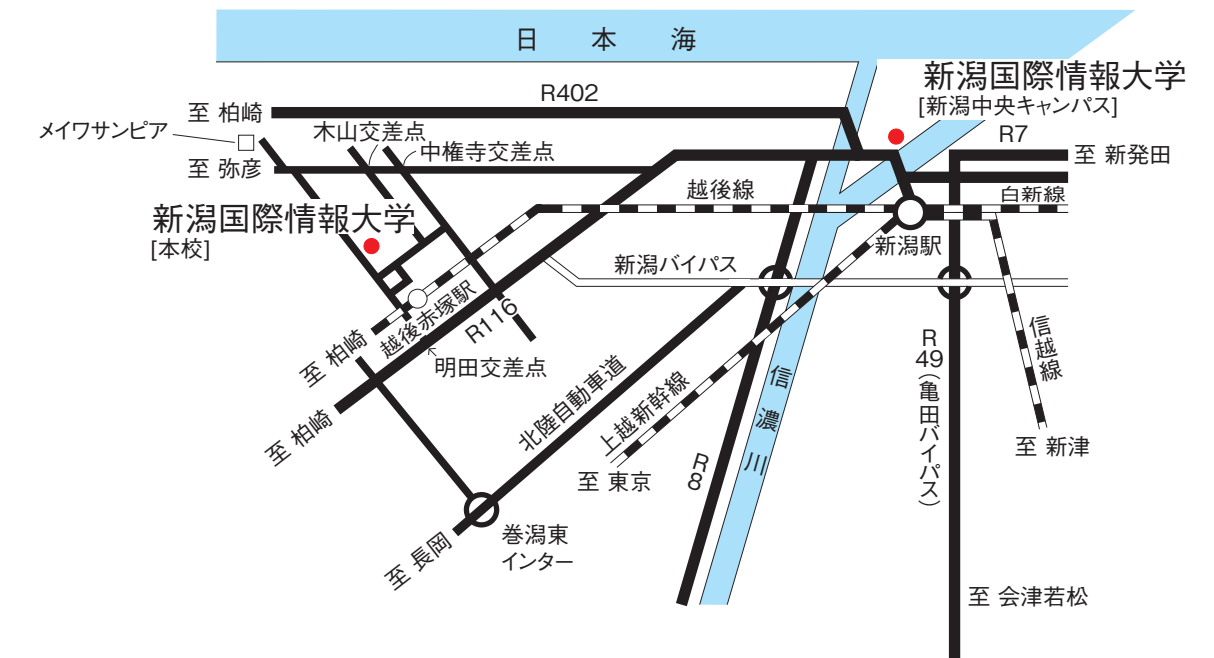 日本海
新潟国際情報大学
[新潟中央キャンパス]
R402
至 柏崎
メイワサンピア
木山交差点
中権寺交差点
R7
至 新発田
至 弥彦
越後線
白新線
新潟国際情報大学
[本校]
新潟駅
新潟バイパス
越後赤塚駅
R116
至 柏崎
明田交差点
信越線
R49(亀田バイパス)
北陸自動車道
上越新幹線
信濃川
至 柏崎
至 新津
R8
至 東京
巻潟東
インター
至 長岡
至 会津若松